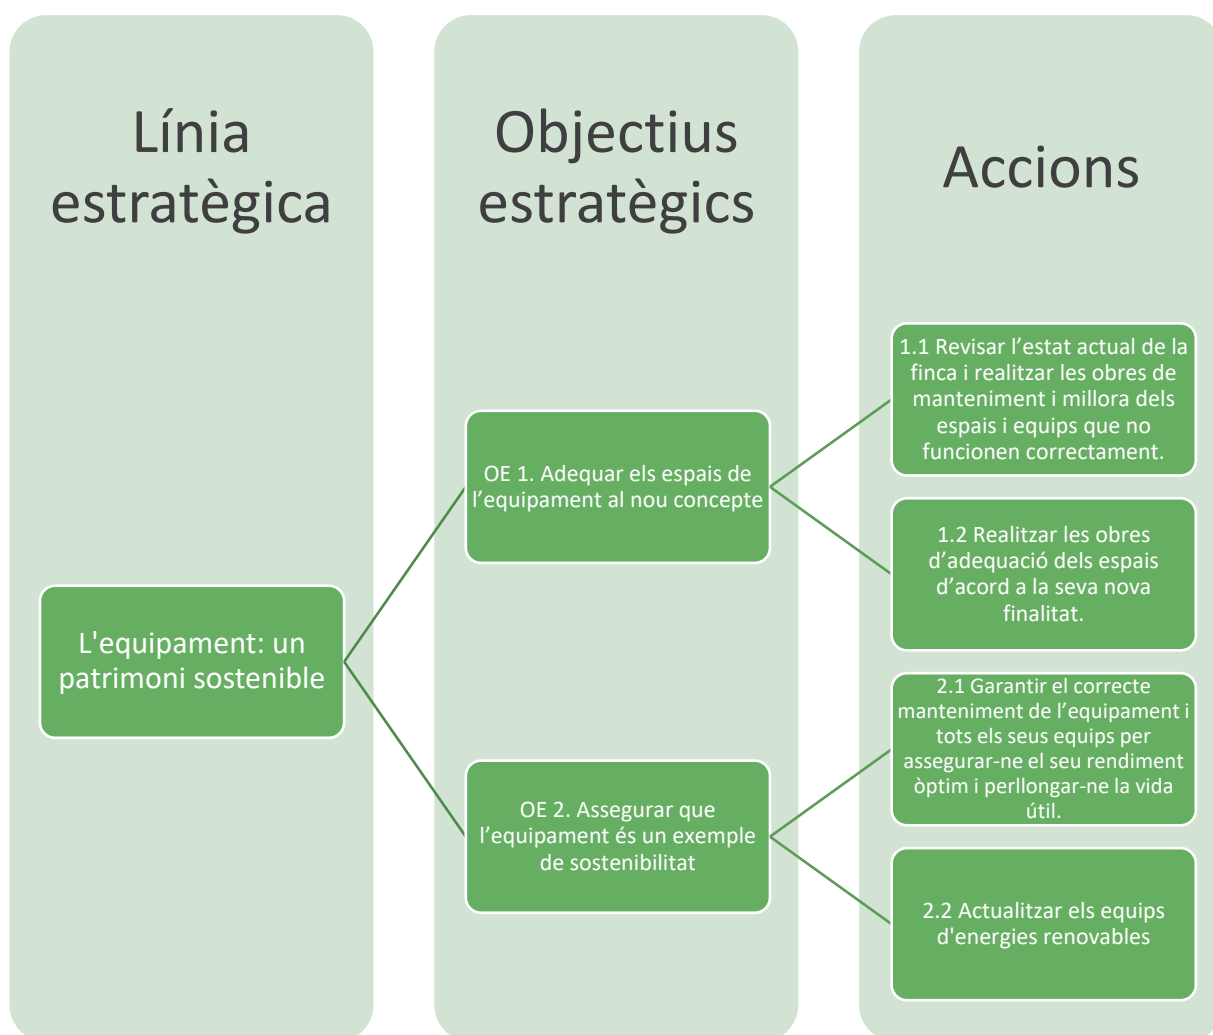 Línia
estratègica
Objectius
estratègics
Accions
L'equipament: un
patrimoni sostenible
OE 1. Adequar els espais de
l’equipament al nou concepte
OE 2. Assegurar que
l’equipament és un exemple
de sostenibilitat
1.1 Revisar l’estat actual de la
finca i realitzar les obres de
manteniment i millora dels
espais i equips que no
funcionen correctament.
1.2 Realitzar les obres
d’adequació dels espais
d’acord a la seva nova
finalitat.
2.1 Garantir el correcte
manteniment de l’equipament i
tots els seus equips per
assegurar-ne el seu rendiment
òptim i perllongar-ne la vida
útil.
2.2 Actualitzar els equips
d'energies renovables